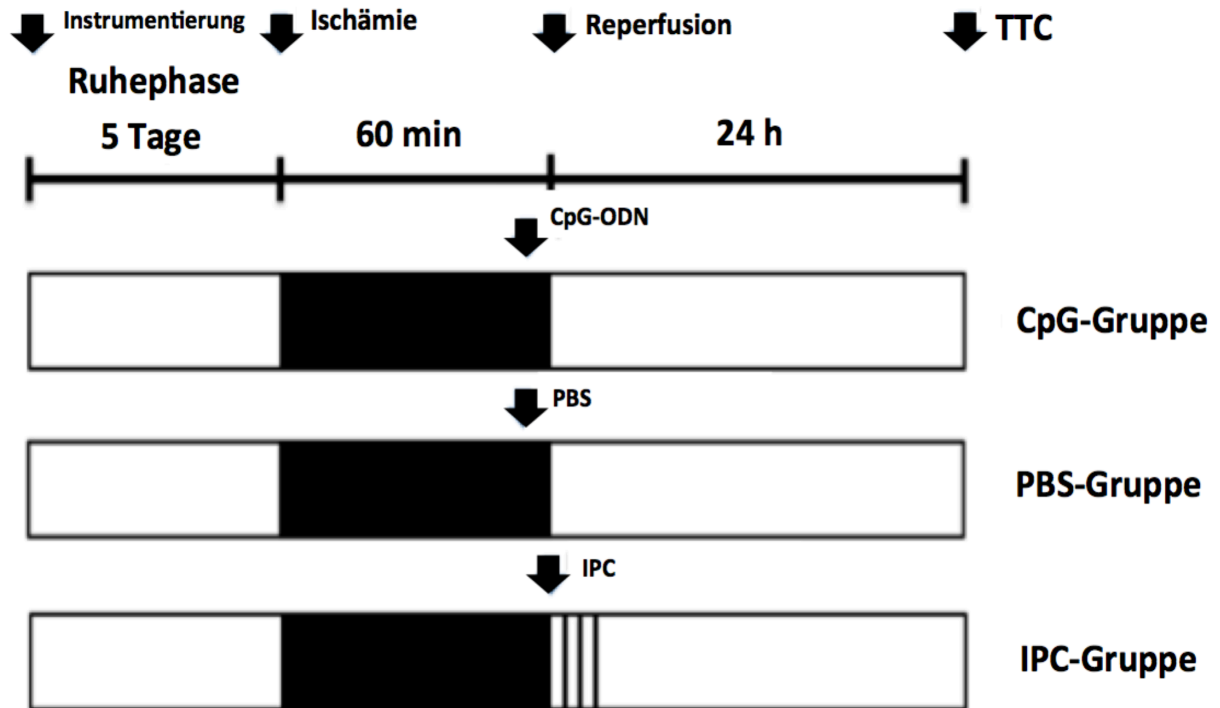 Instrumentierung
Ischämie
Reperfusion
TTC
Ruhephase
5 Tage
60 min
24 h
CpG-ODN
CpG-Gruppe
PBS
PBS-Gruppe
IPC
IPC-Gruppe